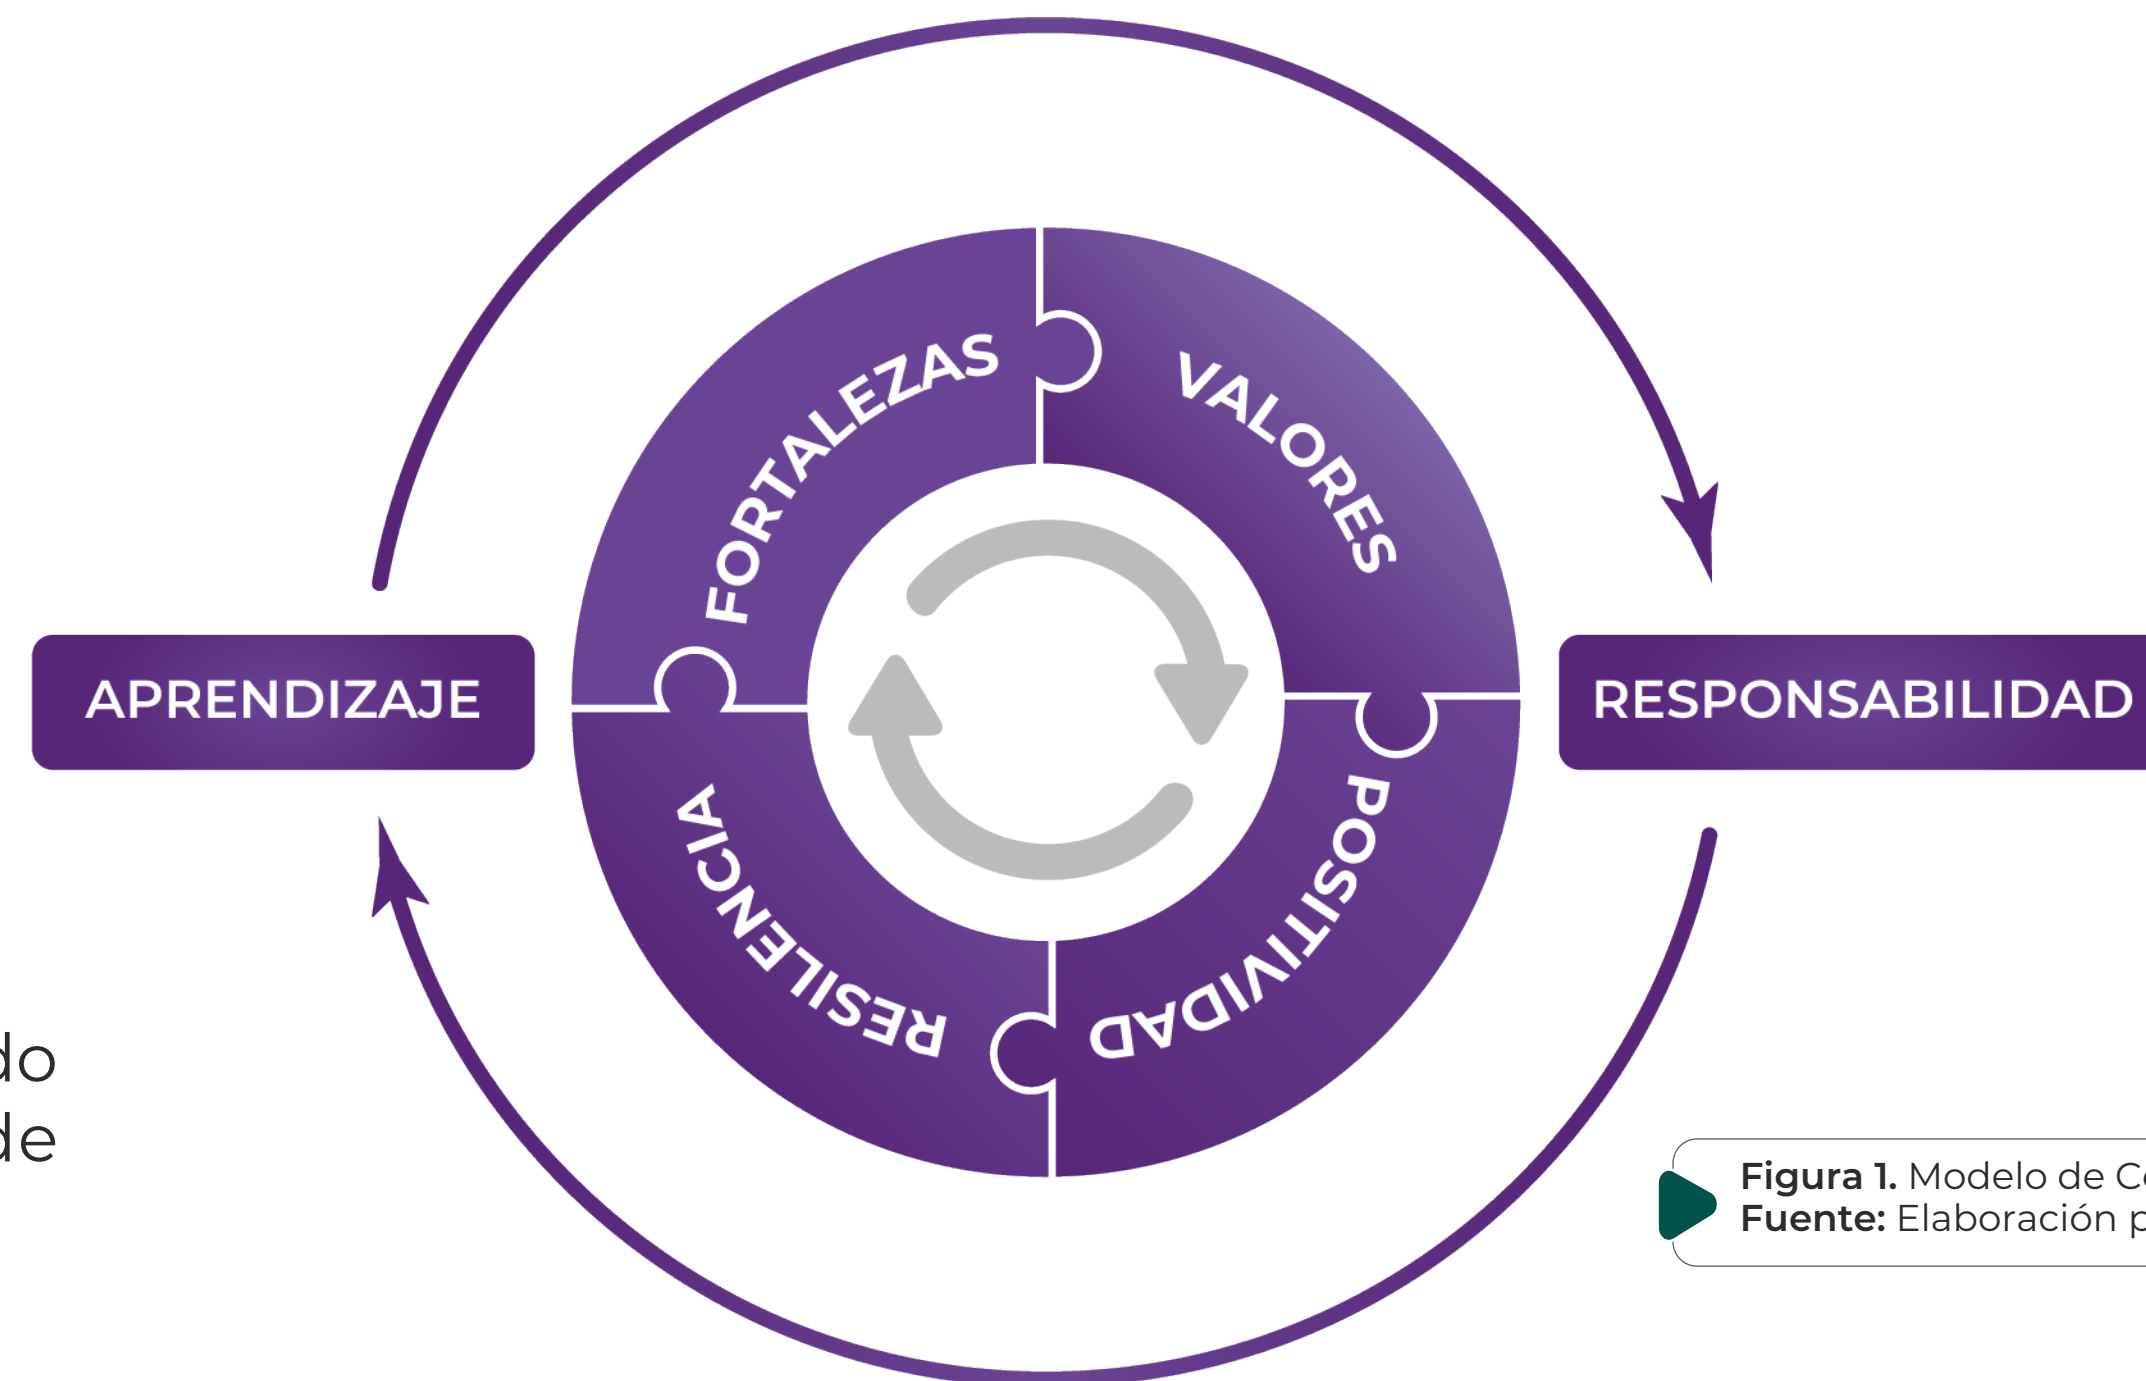 FORTALEZAS
VALORES
APRENDIZAJE
RESPONSABILIDAD
RESILENCIA
POSITIVIDAD
do
de
Figura 1. Modelo de
Fuente: Elaboración